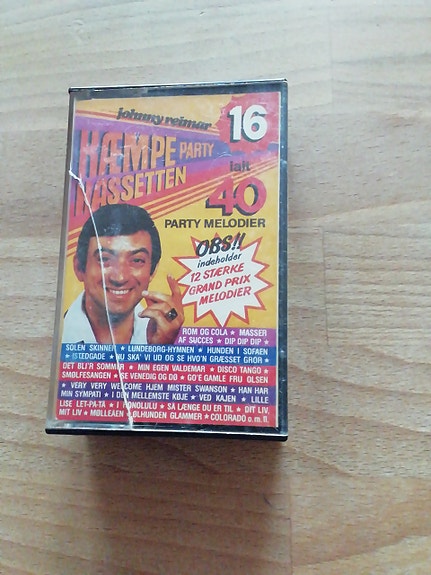 johnny reimar
16
HÆMPE PARTY
KASSETTEN
ialt
40
PARTY MELODIER
OBS!!
indeholder
12 STÆRKE
GRAND PRIX
MELODIER
ROM OG COLA ★ MASSER
AF SUCCES ★ DIP DIP DIP ★
SOLEN SKINNER ★ LUNDEBORG-HYMNEN ★ HUNDEN I SOFAEN
★ ISTEDGADE ★ NU SKA' VI UD OG SE HVO'N GRÆSSET GROR ★
DET BLI'R SOMMER ★ MIN EGEN VALDEMAR ★ DISCO TANGO ★
SMØLFESANGEN ★ SE VENEDIG OG DØ ★ GO'E GAMLE FRU OLSEN
★ VERY VERY WELCOME HJEM MISTER SWANSON ★ HAN HAR
MIN SYMPATI ★ I DEN MELLEMSTE KØJE ★ VED KAJEN ★ LILLE
LISE LET-PÅ-TÅ ★ I HONOLULU ★ SÅ LÆNGE DU ER TIL ★ DIT LIV,
MIT LIV ★ MØLLEÅEN ★ ØLHUNDEN GLAMMER ★ COLORADO o. m. fl.